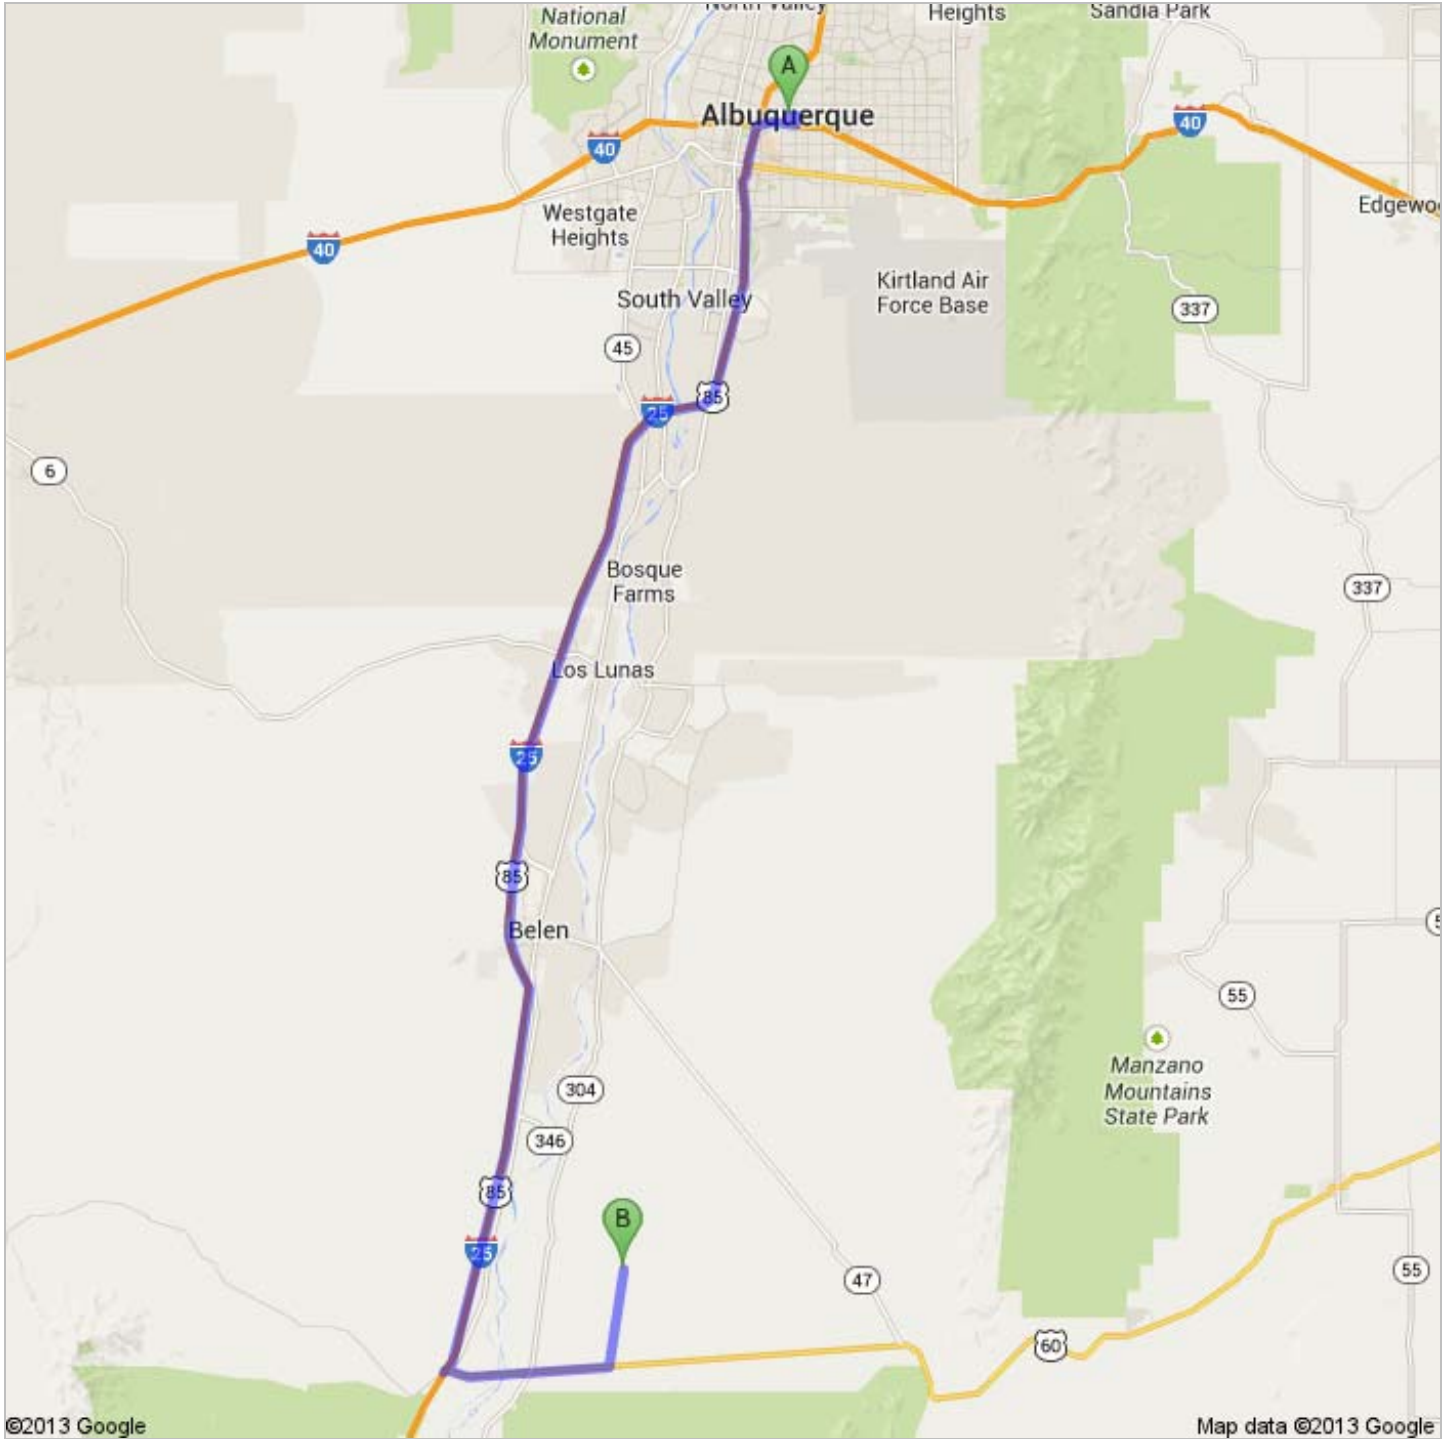 National
Monument
North Valley
Heights
Sandia Park
A
Albuquerque
40
40
Edgewo
Westgate
Heights
40
Kirtland Air
Force Base
South Valley
337
45
85
25
6
Bosque
Farms
337
Los Lunas
25
85
Belen
55
Manzano
Mountains
State Park
304
346
85
B
25
47
55
60
©2013 Google
Map data ©2013 Google